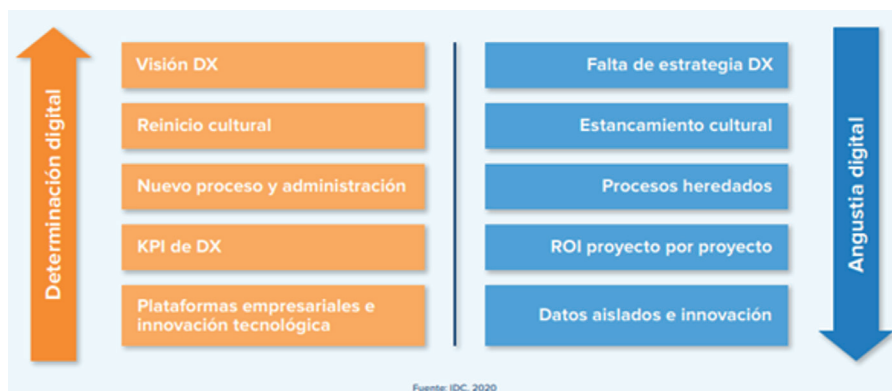 Determinación digital
Visión DX
Reinicio cultural
Nuevo proceso y administración
KPI de DX
Plataformas empresariales e
innovación tecnológica
Falta de estrategia DX
Estancamiento cultural
Procesos heredados
ROI proyecto por proyecto
Datos aislados e innovación
Angustia digital
Fuente: IDC, 2020